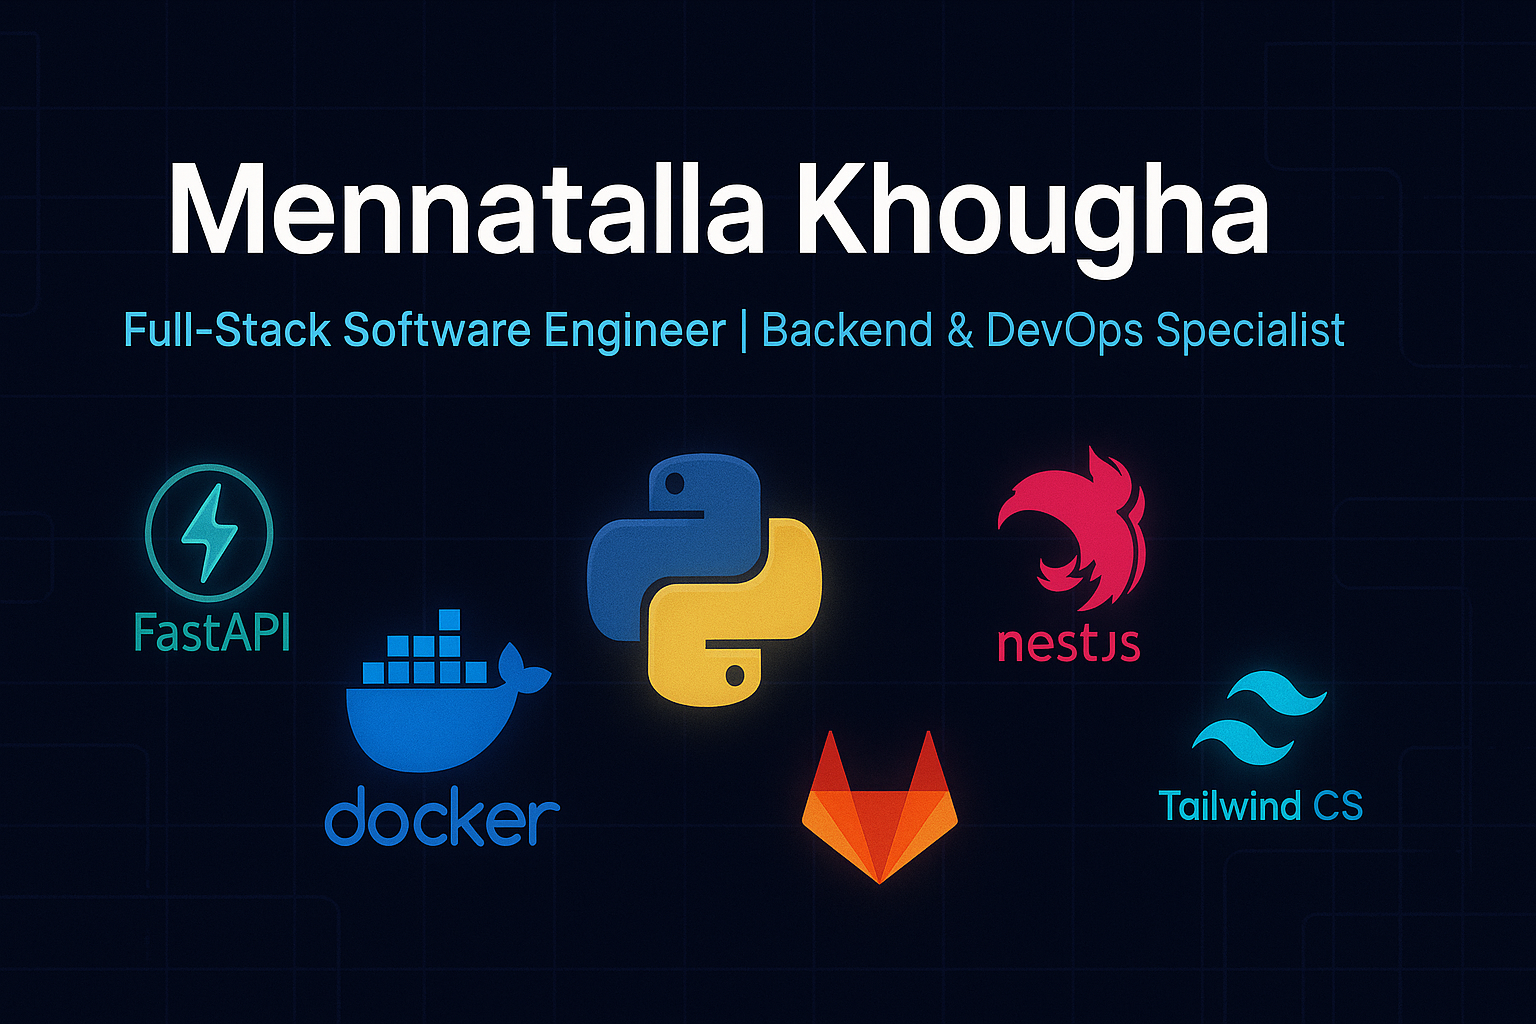 Mennatalla Khougha
Full-Stack Software Engineer | Backend & DevOps Specialist
FastAPI
docker
nestJs
Tailwind CS